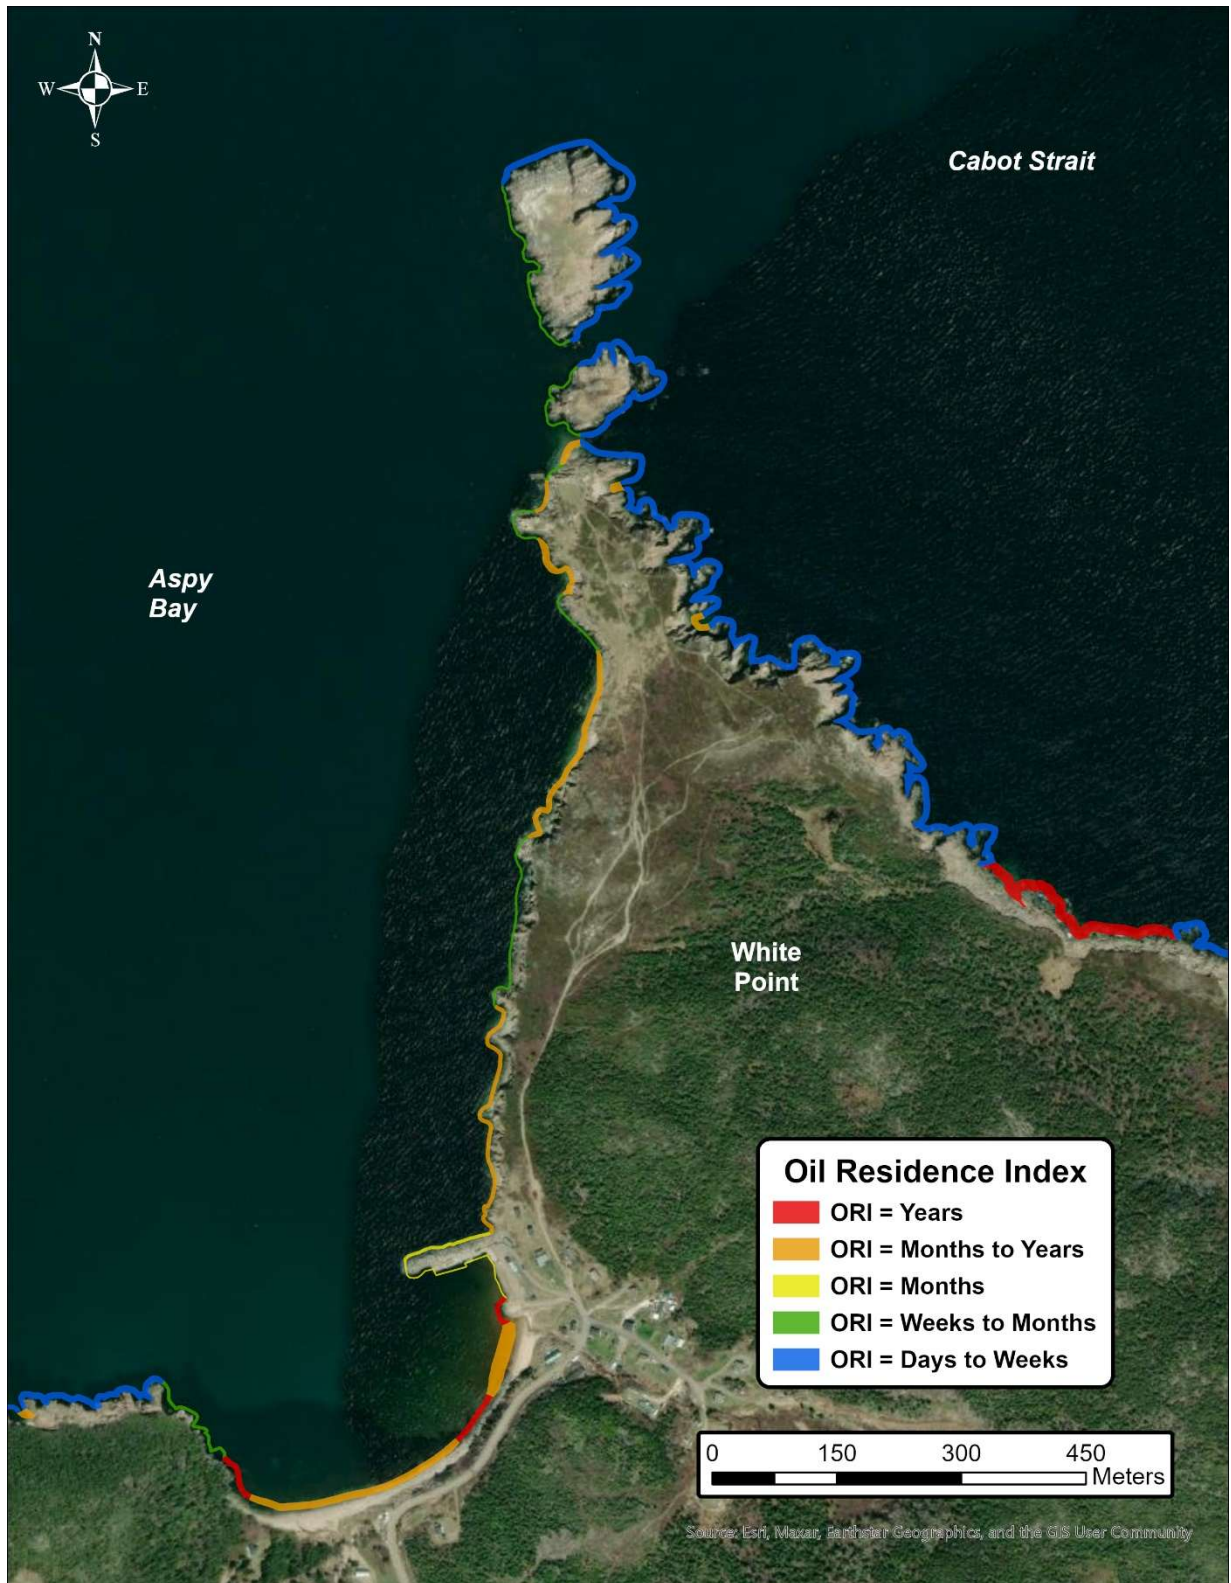 N
W E
S
Cabot Strait
Aspy
Bay
White
Point
Oil Residence Index
ORI = Years
ORI = Months to Years
ORI = Months
ORI = Weeks to Months
ORI = Days to Weeks
0 150 300 450
Meters
Source: Esri, Maxar, Earthstar Geographics, and the GIS User Community